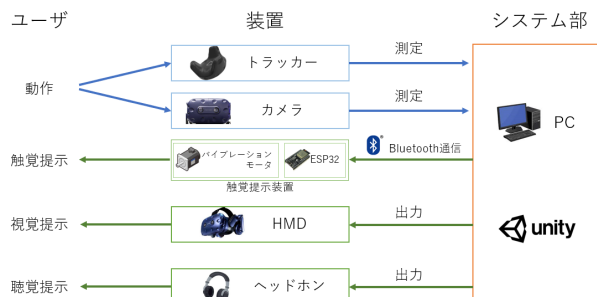 ユーザ
装置
システム部
トラッカー
測定
動作
カメラ
測定
PC
触覚提示
バイブレーション
モータ
ESP32
Bluetooth通信
触覚提示装置
視覚提示
HMD
出力
unity
聴覚提示
ヘッドホン
出力